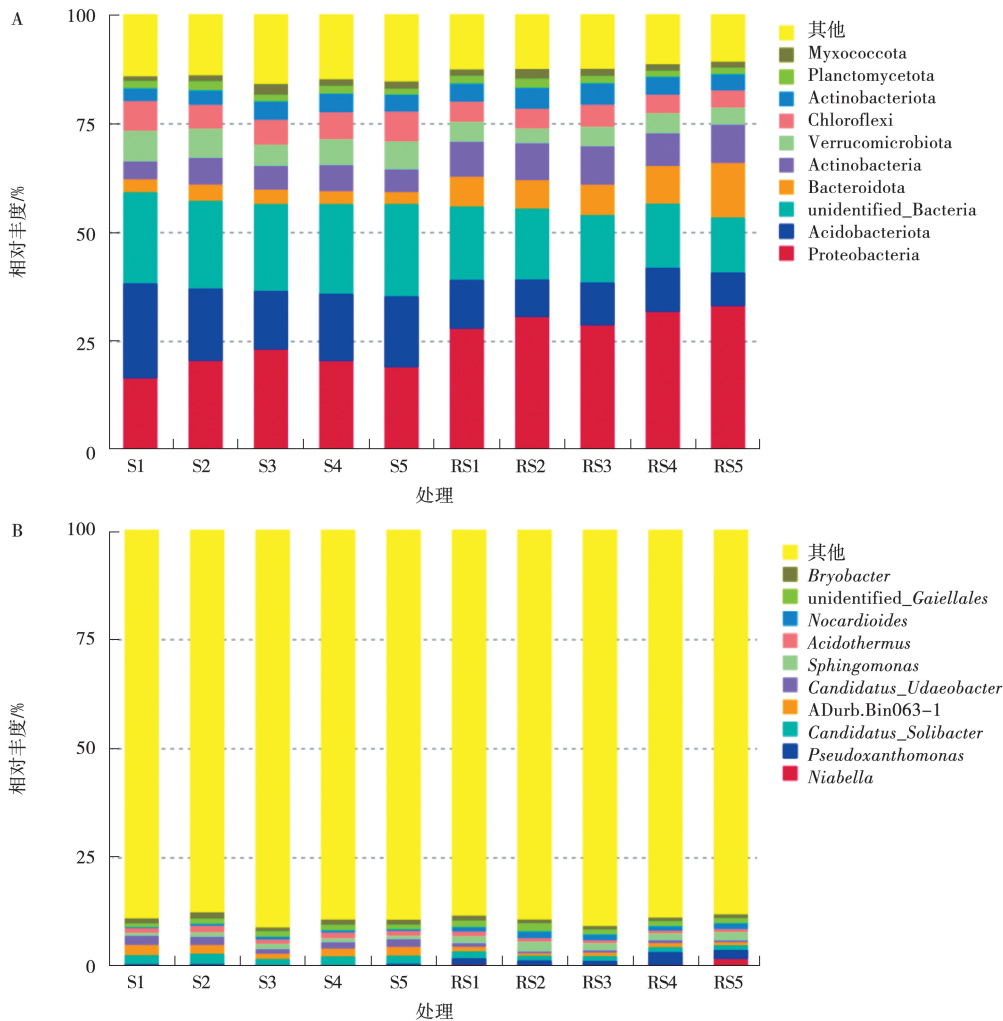 A
100
75
50
25
0
相对丰度/%
S1 S2 S3 S4 S5 RS1 RS2 RS3 RS4 RS5
处理
其他
Myxococcota
Planctomycetota
Actinobacteriota
Chloroflexi
Verrucomicrobiota
Actinobacteria
Bacteroidota
unidentified_Bacteria
Acidobacteriota
Proteobacteria
B
100
75
50
25
0
相对丰度/%
S1 S2 S3 S4 S5 RS1 RS2 RS3 RS4 RS5
处理
其他
Bryobacter
unidentified_Gaiellales
Nocardioides
Acidothermus
Sphingomonas
Candidatus_Udaeobacter
ADurb.Bin063-1
Candidatus_Solibacter
Pseudoxanthomonas
Niabella